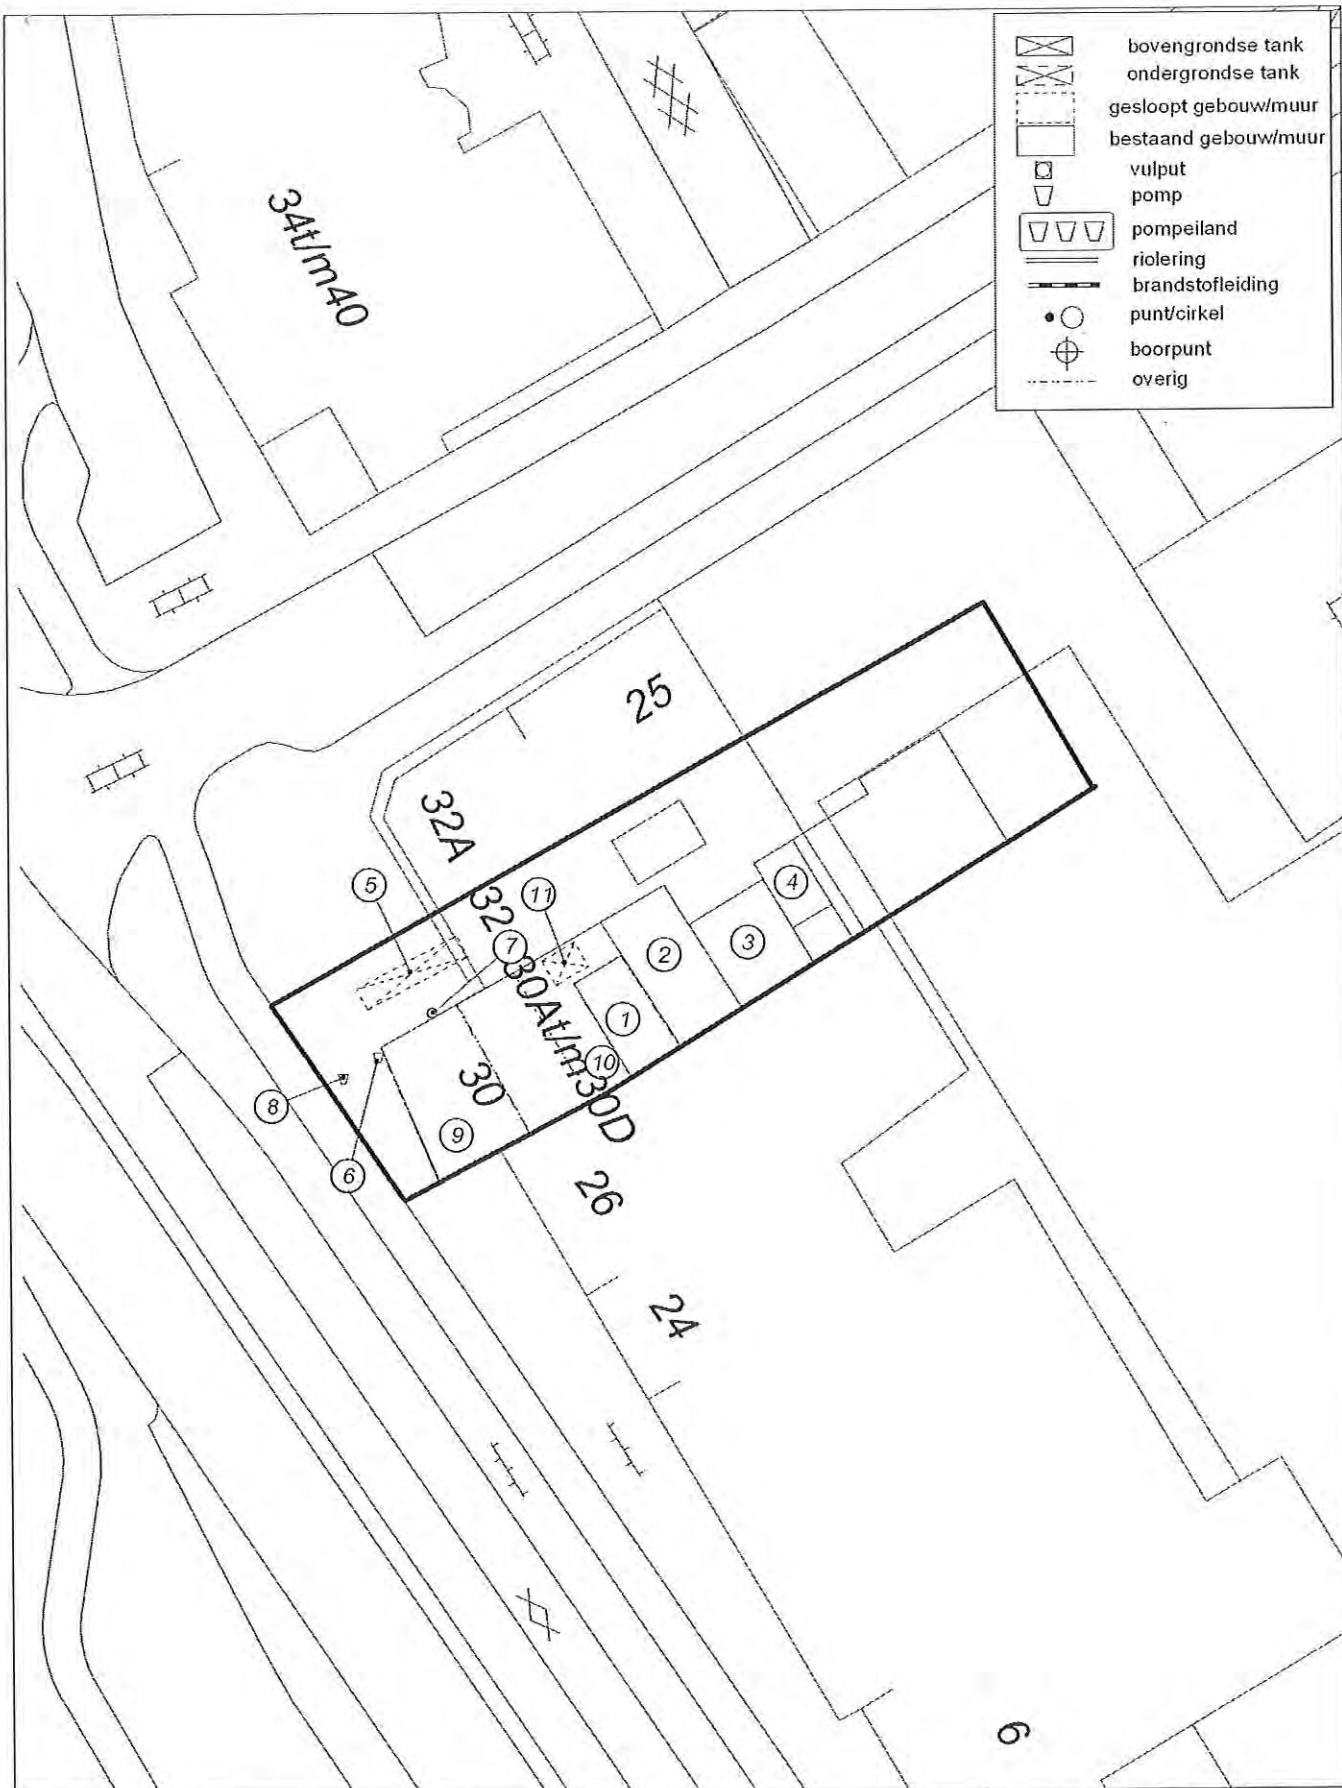 bovengrondse tank
ondergrondse tank
gesloopt gebouw/muur
bestaand gebouw/muur
vulput
pomp
pompeiland
riolering
brandstofleiding
punt/cirkel
boorpunt
overig
34t/m40
25
32A
32
30At/m30D
30
26
24
6
5
11
7
4
2
3
1
10
8
9
6